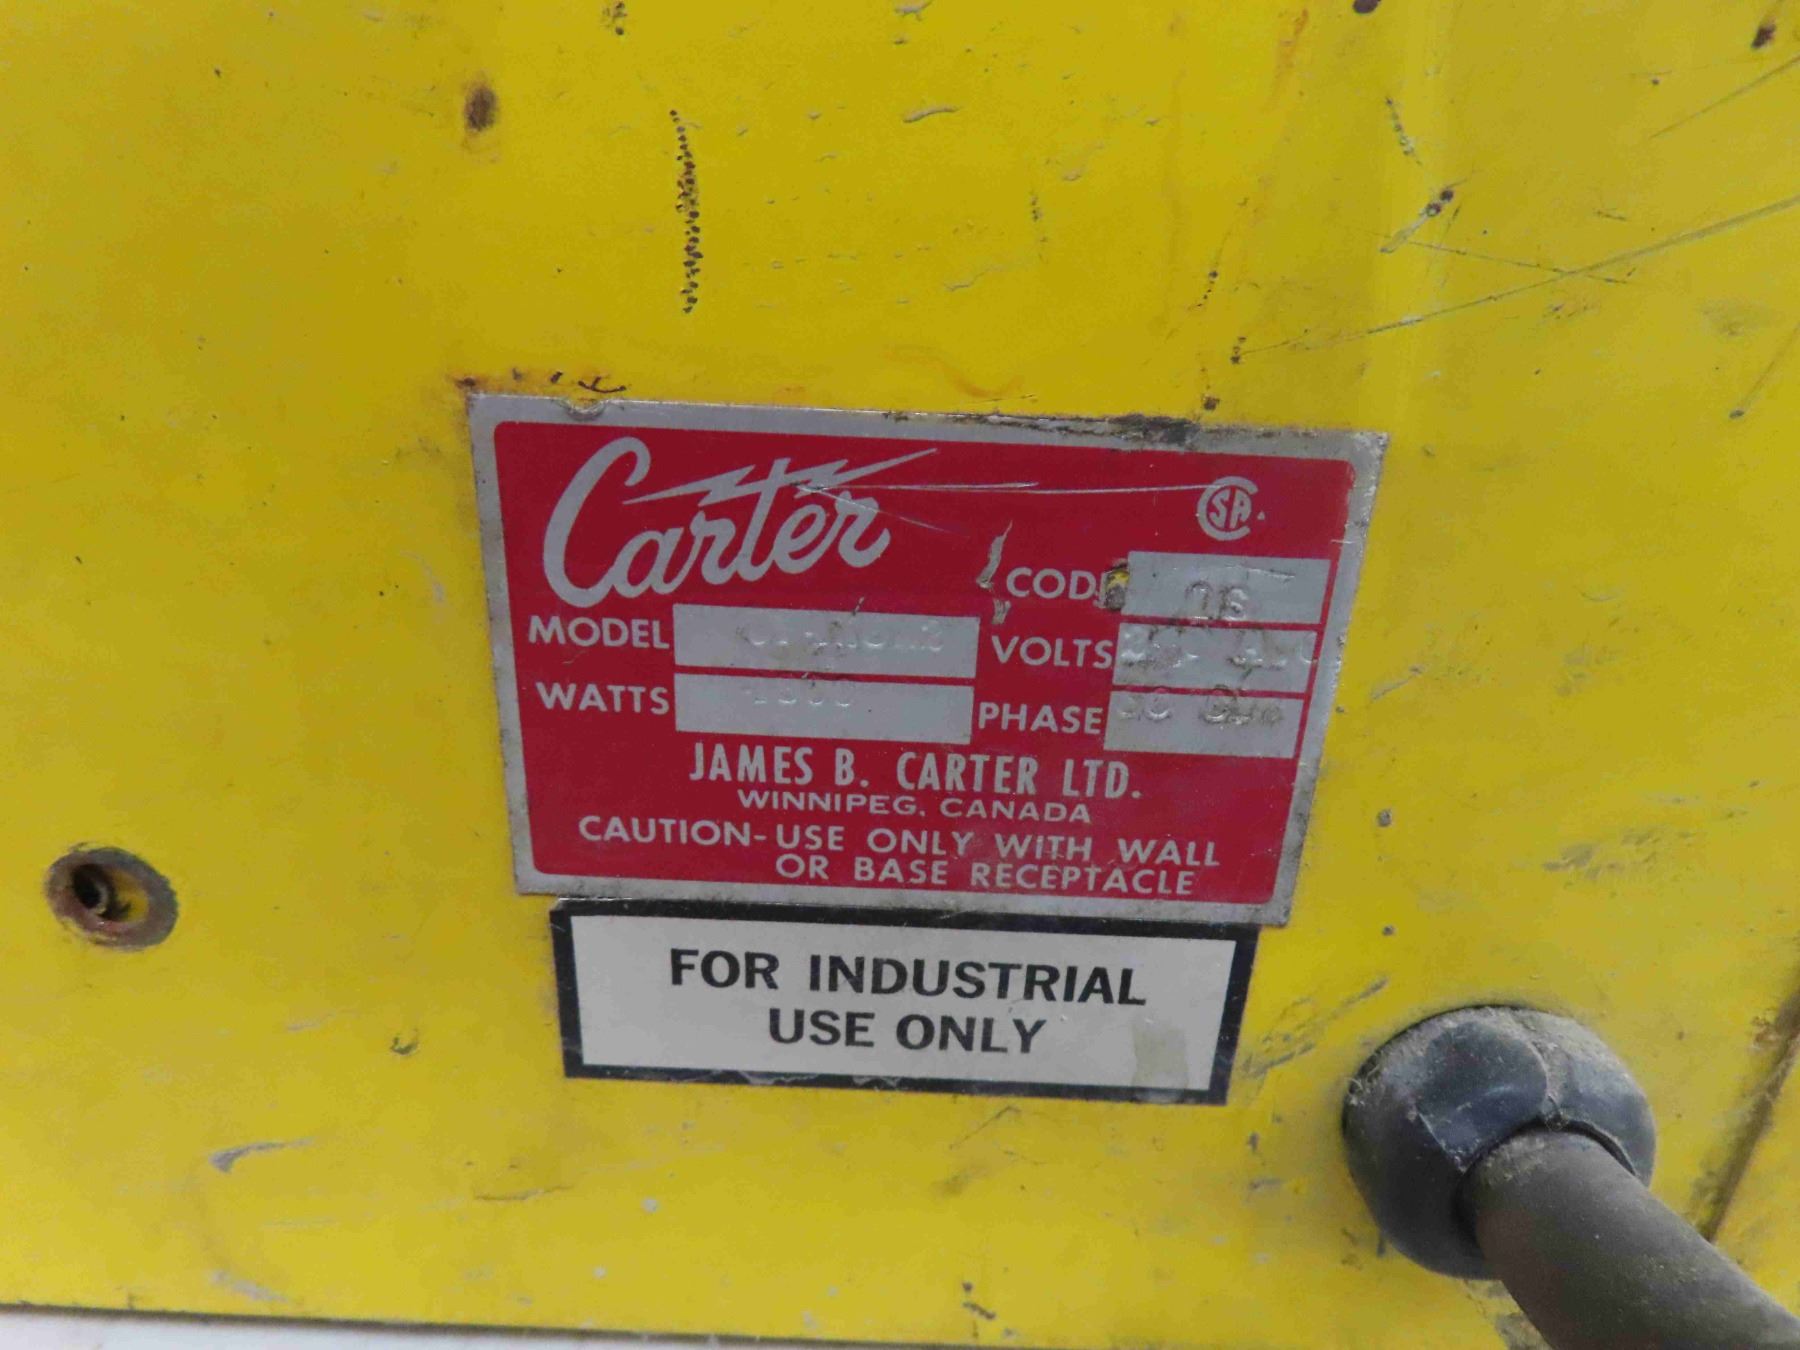 Carter
CSA
CODE
MODEL
VOLTS
WATTS
PHASE
JAMES B. CARTER LTD.
WINNIPEG, CANADA
CAUTION-USE ONLY WITH WALL
OR BASE RECEPTACLE
FOR INDUSTRIAL
USE ONLY